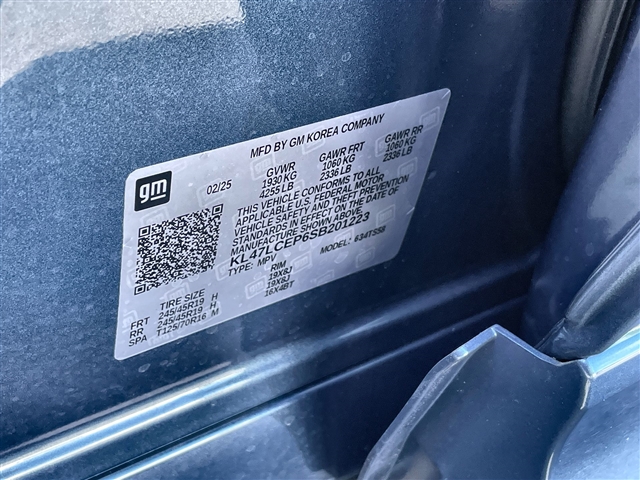 MFD BY GM KOREA COMPANY
gm
02/25
GVWR GAWR FRT GAWR RR
1930 KG 1060 KG 1060 KG
4255 LB 2336 LB 2336 LB
THIS VEHICLE CONFORMS TO ALL
APPLICABLE U.S. FEDERAL MOTOR
VEHICLE SAFETY AND THEFT PREVENTION
STANDARDS IN EFFECT ON THE DATE OF
MANUFACTURE SHOWN ABOVE.
KL47LCEP6SB201223
TYPE: MPV MODEL:
TIRE SIZE RIM
FRT 245/45R19 H 19X8J
RR 245/45R19 H 19X8J
SPA T125/70R16 M 16X4BT